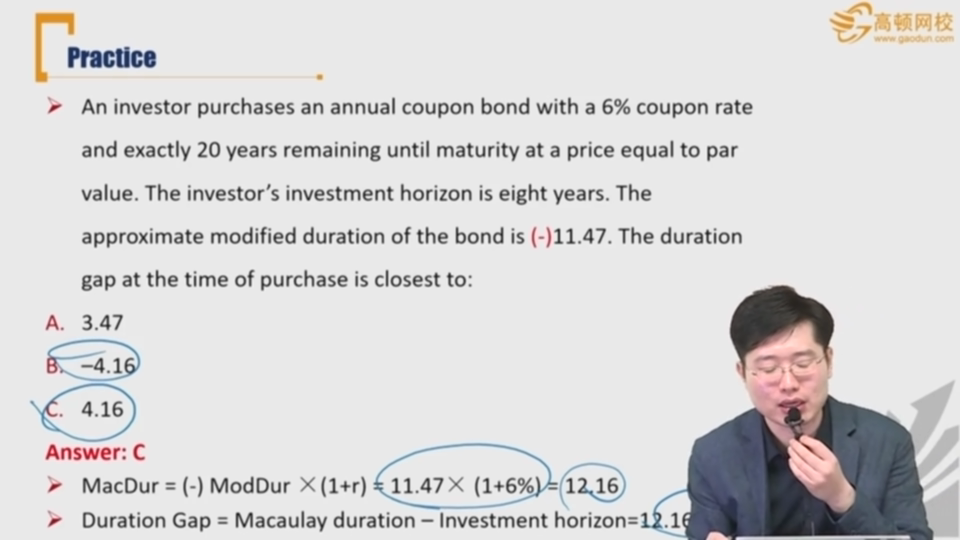 高顿网校
www.gaodun.com
Practice
➤ An investor purchases an annual coupon bond with a 6% coupon rate
and exactly 20 years remaining until maturity at a price equal to par
value. The investor’s investment horizon is eight years. The
approximate modified duration of the bond is (-)11.47. The duration
gap at the time of purchase is closest to:
A. 3.47
B. –4.16
C. 4.16
Answer: C
➤ MacDur = (-) ModDur ×(1+r) = 11.47× (1+6%) = 12.16
➤ Duration Gap = Macaulay duration – Investment horizon=12.16